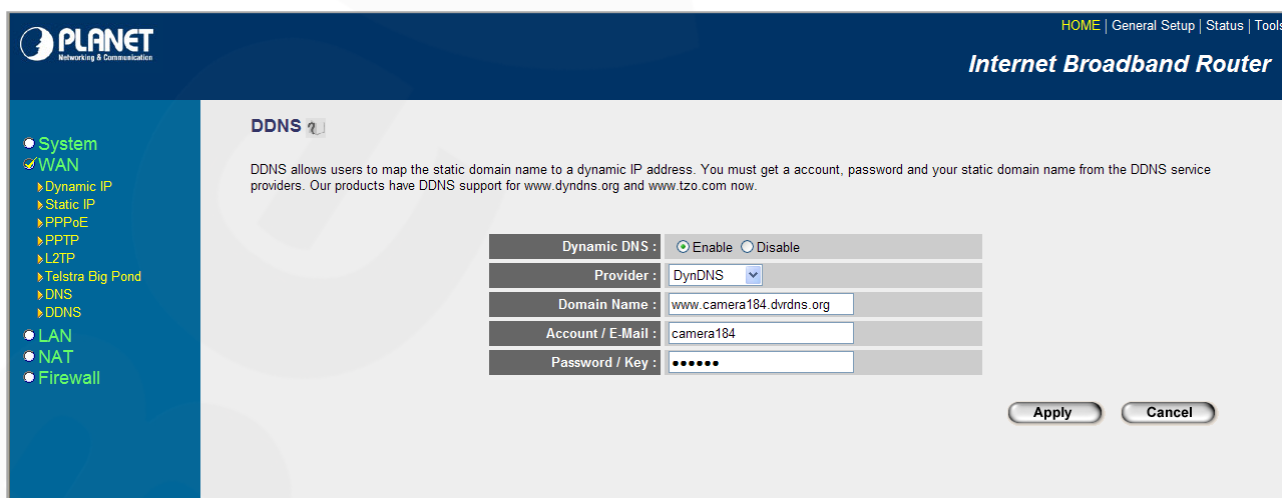 PLANET
Networking & Communication
HOME | General Setup | Status | Tools
Internet Broadband Router
System
WAN
Dynamic IP
Static IP
PPPoE
PPTP
L2TP
Telstra Big Pond
DNS
DDNS
LAN
NAT
Firewall
DDNS
DDNS allows users to map the static domain name to a dynamic IP address. You must get a account, password and your static domain name from the DDNS service
providers. Our products have DDNS support for www.dyndns.org and www.tzo.com now.
Dynamic DNS : Enable Disable
Provider : DynDNS
Domain Name : www.camera184.dvrdns.org
Account / E-Mail : camera184
Password / Key : ••••••
Apply Cancel